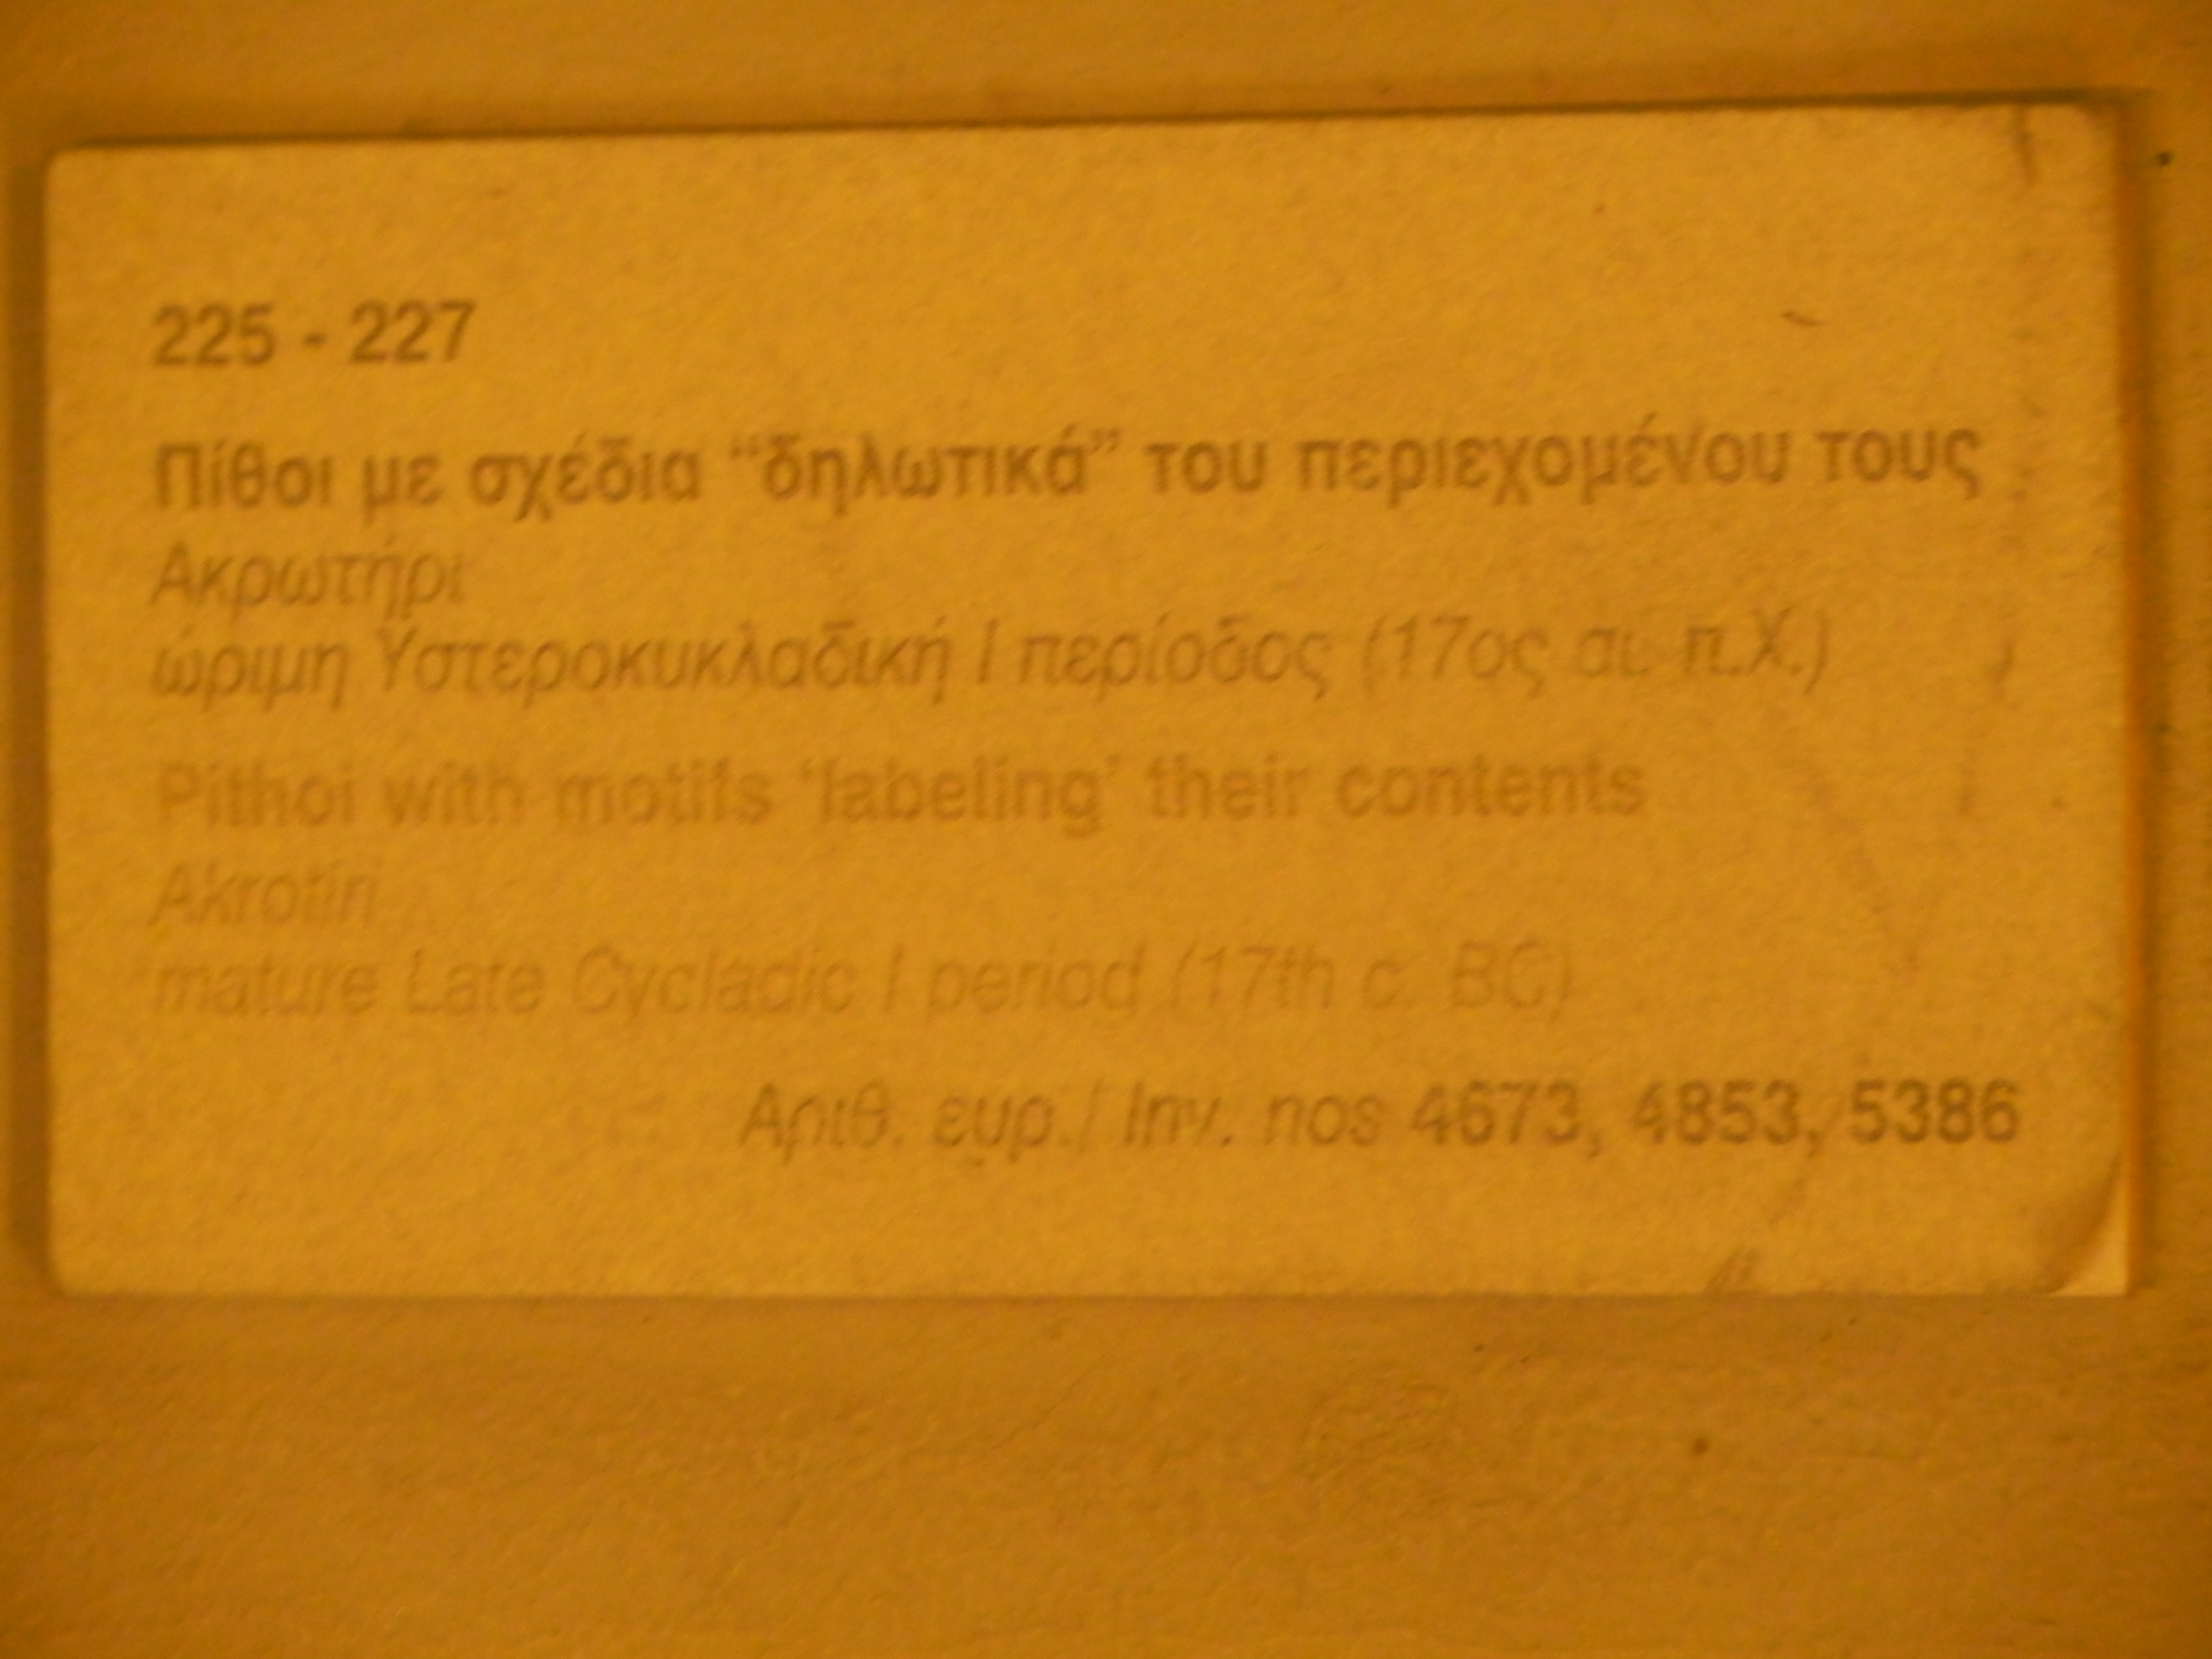 225 - 227
Πίθοι με σχέδια “δηλωτικά” του περιεχομένου τους
Ακρωτήρι
ώριμη Υστεροκυκλαδική Ι περίοδος (17ος αι. π.Χ.)
Pithoi with motifs ‘labeling’ their contents
Akrotiri
mature Late Cycladic I period (17th c. BC)
Αριθ. ευρ./ Inv. nos 4673, 4853, 5386